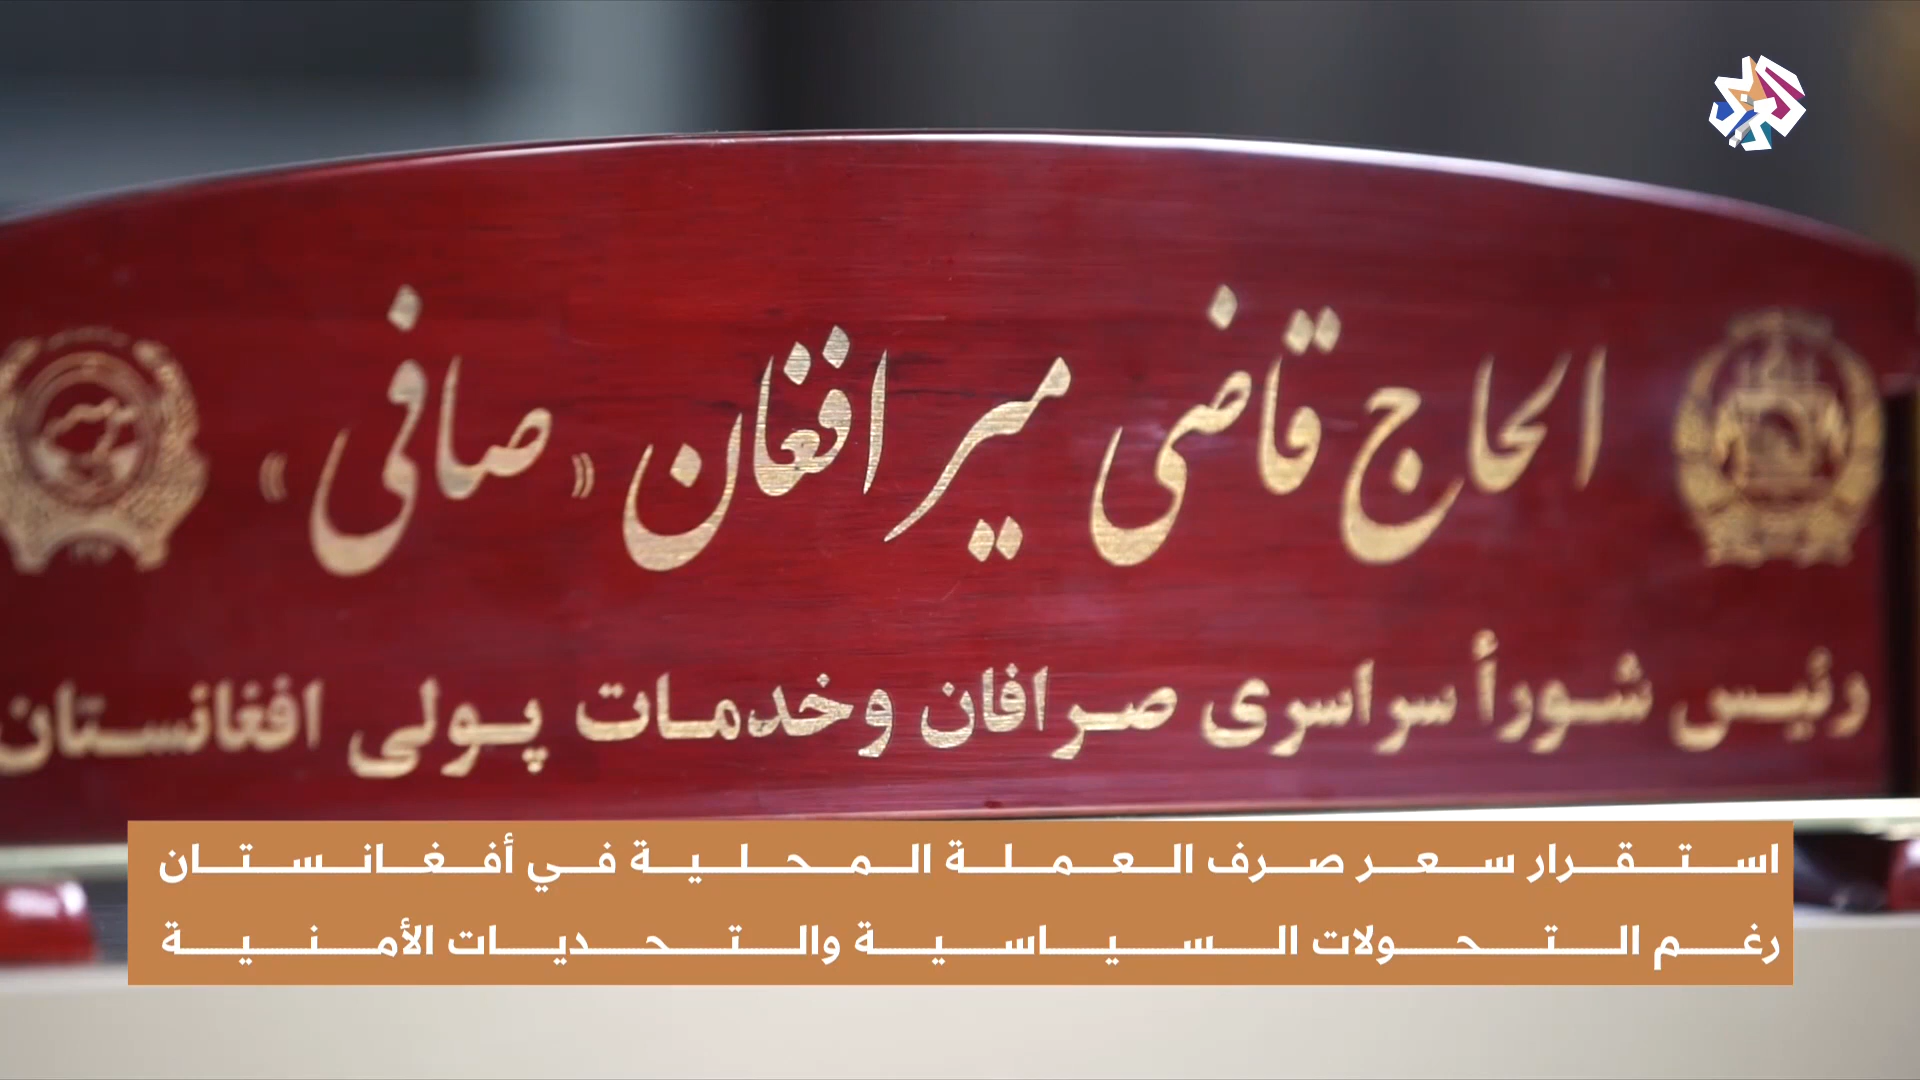 الحاج قاضی میر افغان «صافی»
رئیس شورأ سراسری صرافان وخدمات پولی افغانستان
استقرار سعر صرف العملة المحلية في أفغانستان
رغم التحولات السياسية والتحديات الأمنية